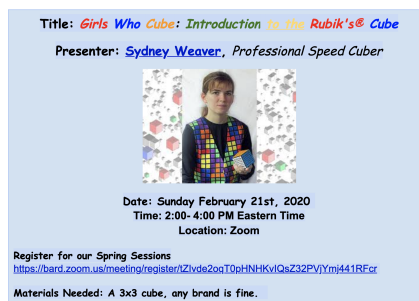 Title: Girls Who Cube: Introduction to the Rubik's® Cube
Presenter: Sydney Weaver, Professional Speed Cuber
Date: Sunday February 21st, 2020
Time: 2:00- 4:00 PM Eastern Time
Location: Zoom
Register for our Spring Sessions
https://bard.zoom.us/meeting/register/tZIvde2oqT0pHNHKvIQsZ32PVjYmj441RFcr
Materials Needed: A 3x3 cube, any brand is fine.